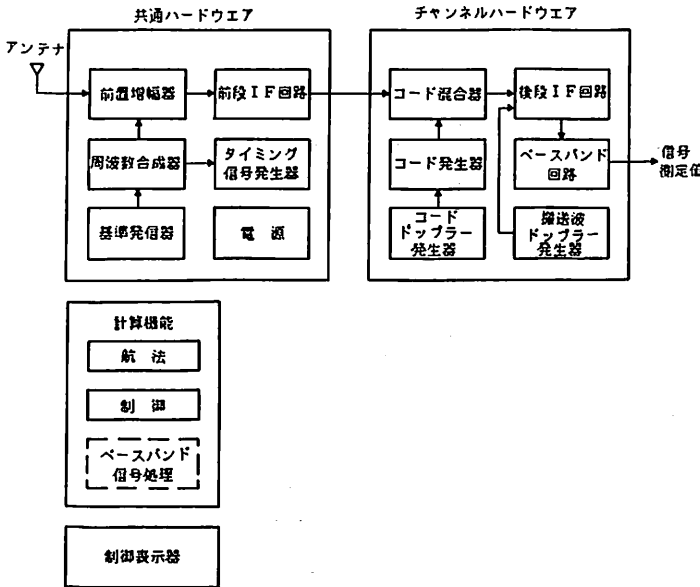 共通ハードウエア
チャンネルハードウエア
アンテナ
前置増幅器
前段IF回路
コード混合器
後段IF回路
周波数合成器
タイミング
信号発生器
コード発生器
ベースバンド
回路
信号
測定値
基準発信器
電源
コード
ドップラー
発生器
搬送波
ドップラー
発生器
計算機能
航法
制御
ベースバンド
信号処理
制御表示器